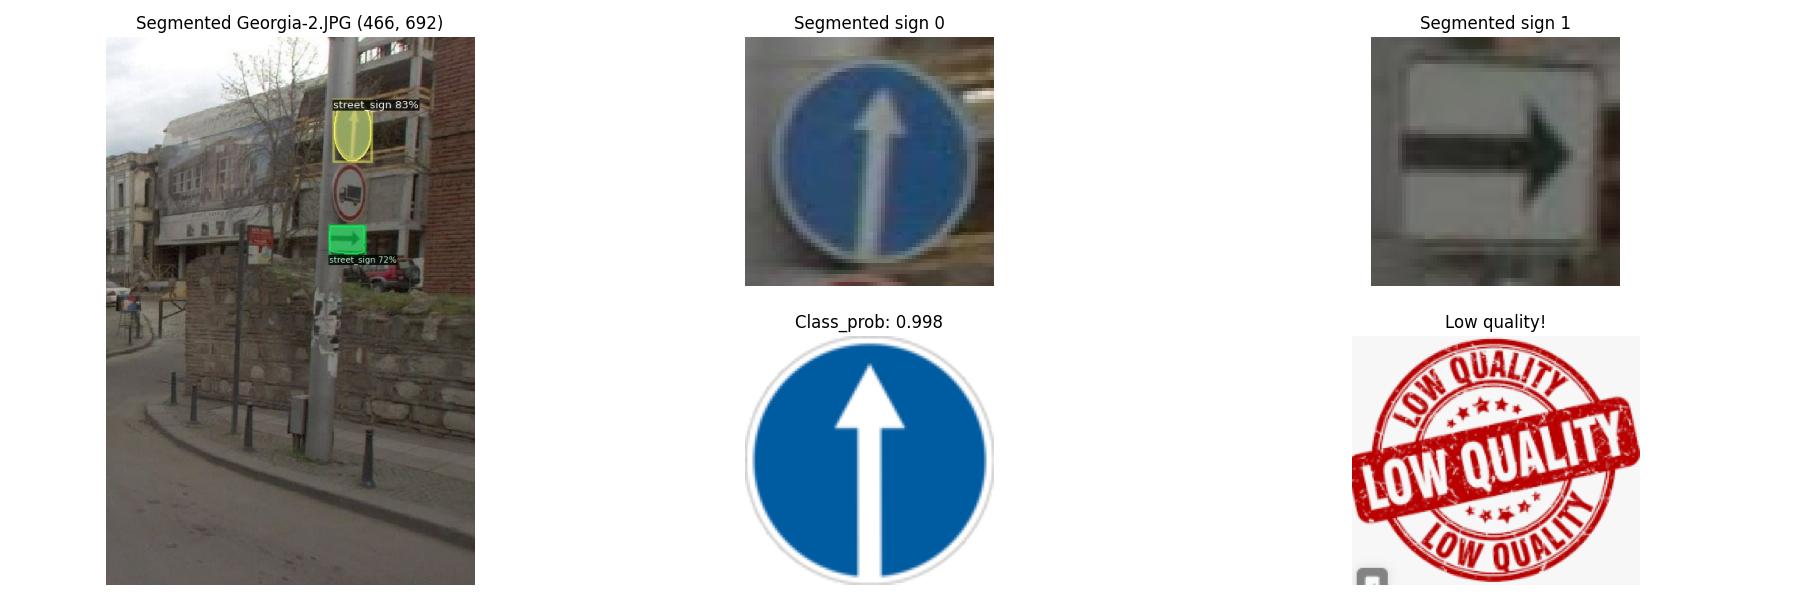 Segmented Georgia-2.JPG (466, 692)
street_sign 83%
street_sign 72%
Segmented sign 0
Segmented sign 1
Class_prob: 0.998
Low quality!
LOW QUALITY
LOW QUALITY
LOW QUALITY